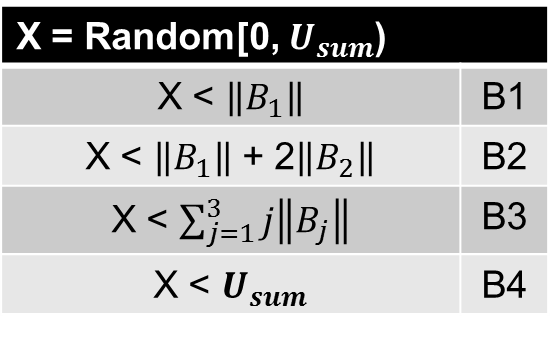 X = Random[0, U_sum)
X < ‖B_1‖ B1
X < ‖B_1‖ + 2‖B_2‖ B2
X < ∑_{j=1}^{3} j‖B_j‖ B3
X < U_sum B4